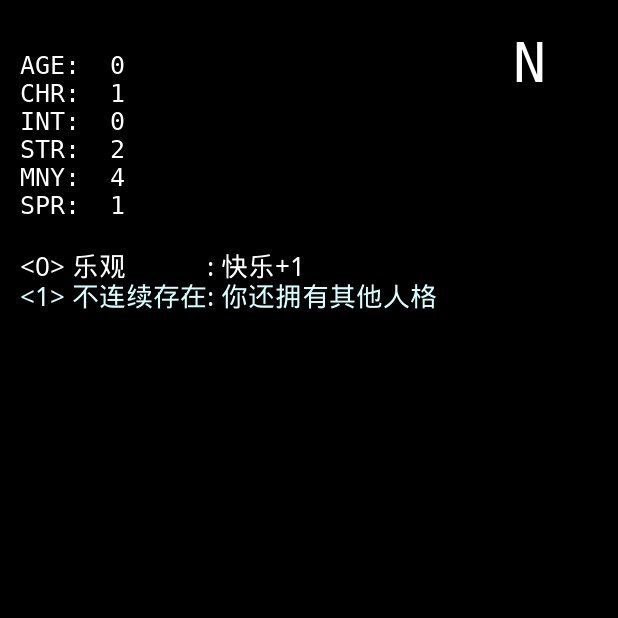 N
AGE: 0
CHR: 1
INT: 0
STR: 2
MNY: 4
SPR: 1
<0> 乐观 : 快乐+1
<1> 不连续存在: 你还拥有其他人格